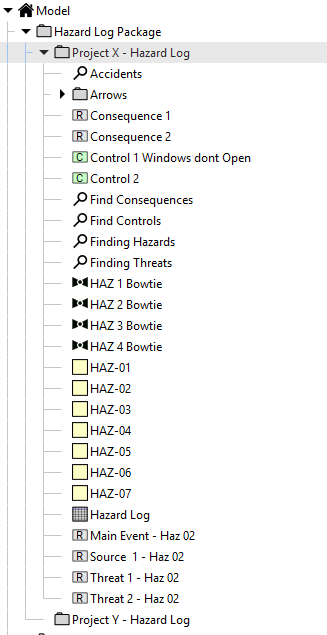 Model
Hazard Log Package
Project X - Hazard Log
Accidents
Arrows
R Consequence 1
R Consequence 2
C Control 1 Windows dont Open
C Control 2
Find Consequences
Find Controls
Finding Hazards
Finding Threats
HAZ 1 Bowtie
HAZ 2 Bowtie
HAZ 3 Bowtie
HAZ 4 Bowtie
HAZ-01
HAZ-02
HAZ-03
HAZ-04
HAZ-05
HAZ-06
HAZ-07
Hazard Log
R Main Event - Haz 02
R Source  1 - Haz 02
R Threat 1 - Haz 02
R Threat 2 - Haz 02
Project Y - Hazard Log